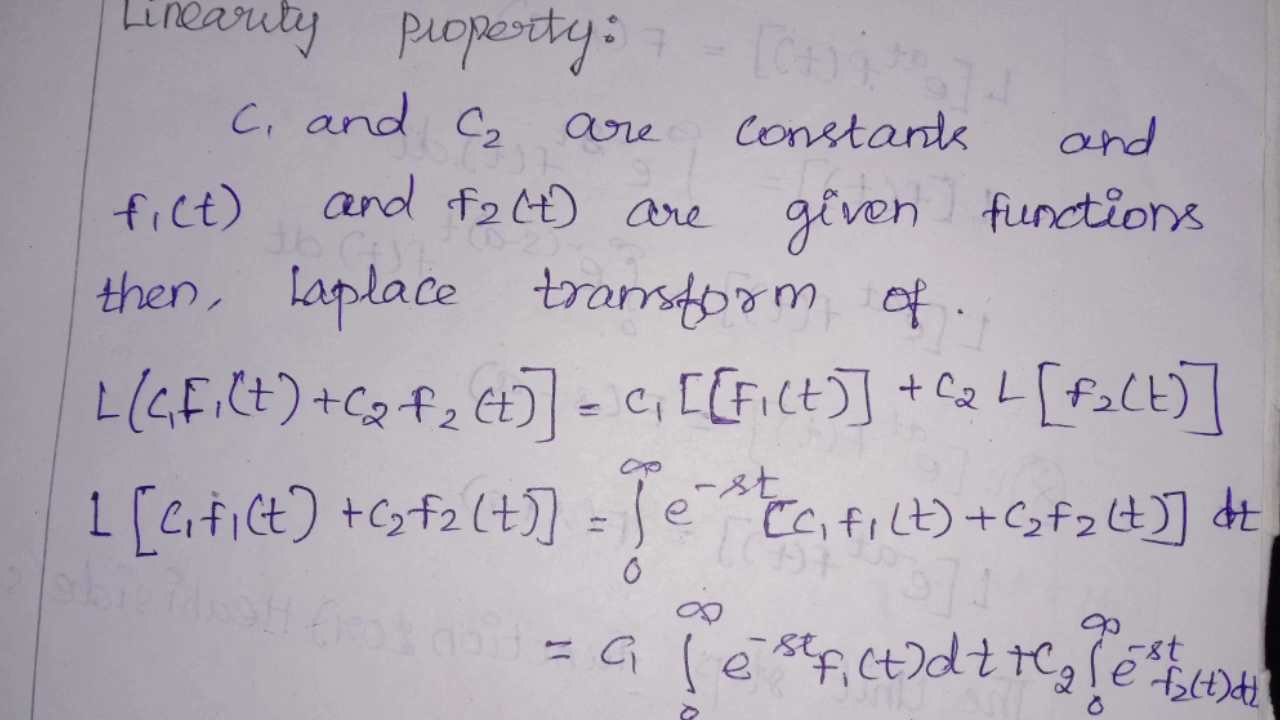 Linearity property:
C₁ and C₂ are constants and
f₁(t) and f₂(t) are given functions
then, Laplace transform of.
L(C₁F₁(t)+C₂f₂(t)] = C₁ [[F₁(t)] + C₂ L[f₂(t)]
L[C₁f₁(t) +C₂f₂(t)] = ∫₀^∞ e^{-st}[C₁f₁(t)+C₂f₂(t)] dt
= C₁ ∫₀^∞ e^{-st}f₁(t)dt+C₂∫₀^∞ e^{-st}f₂(t)dt